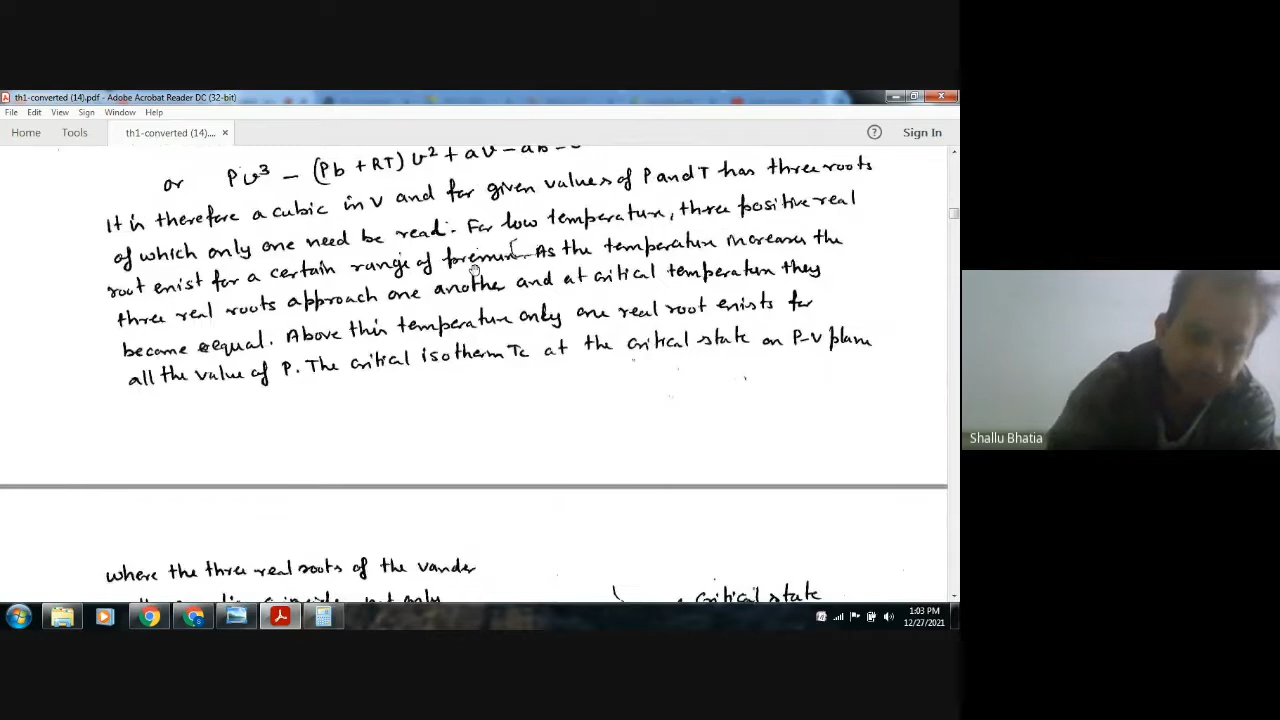 th1-converted (14).pdf - Adobe Acrobat Reader DC (32-bit)
File Edit View Sign Window Help
Home Tools th1-converted (14).... × ? Sign In
or Pv³ - (Pb + RT) v² + av - ab = 0
It is therefore a cubic in v and for given values of P and T has three roots
of which only one need be read. For low temperature, three positive real
root exist for a certain range of pressure. As the temperature increases the
three real roots approach one another and at critical temperature they
become equal. Above this temperature only one real root exists for
all the value of P. The critical isotherm Tc at the critical state on P-v plane
where the three real roots of the vander
critical state
Shallu Bhatia
1:03 PM
12/27/2021